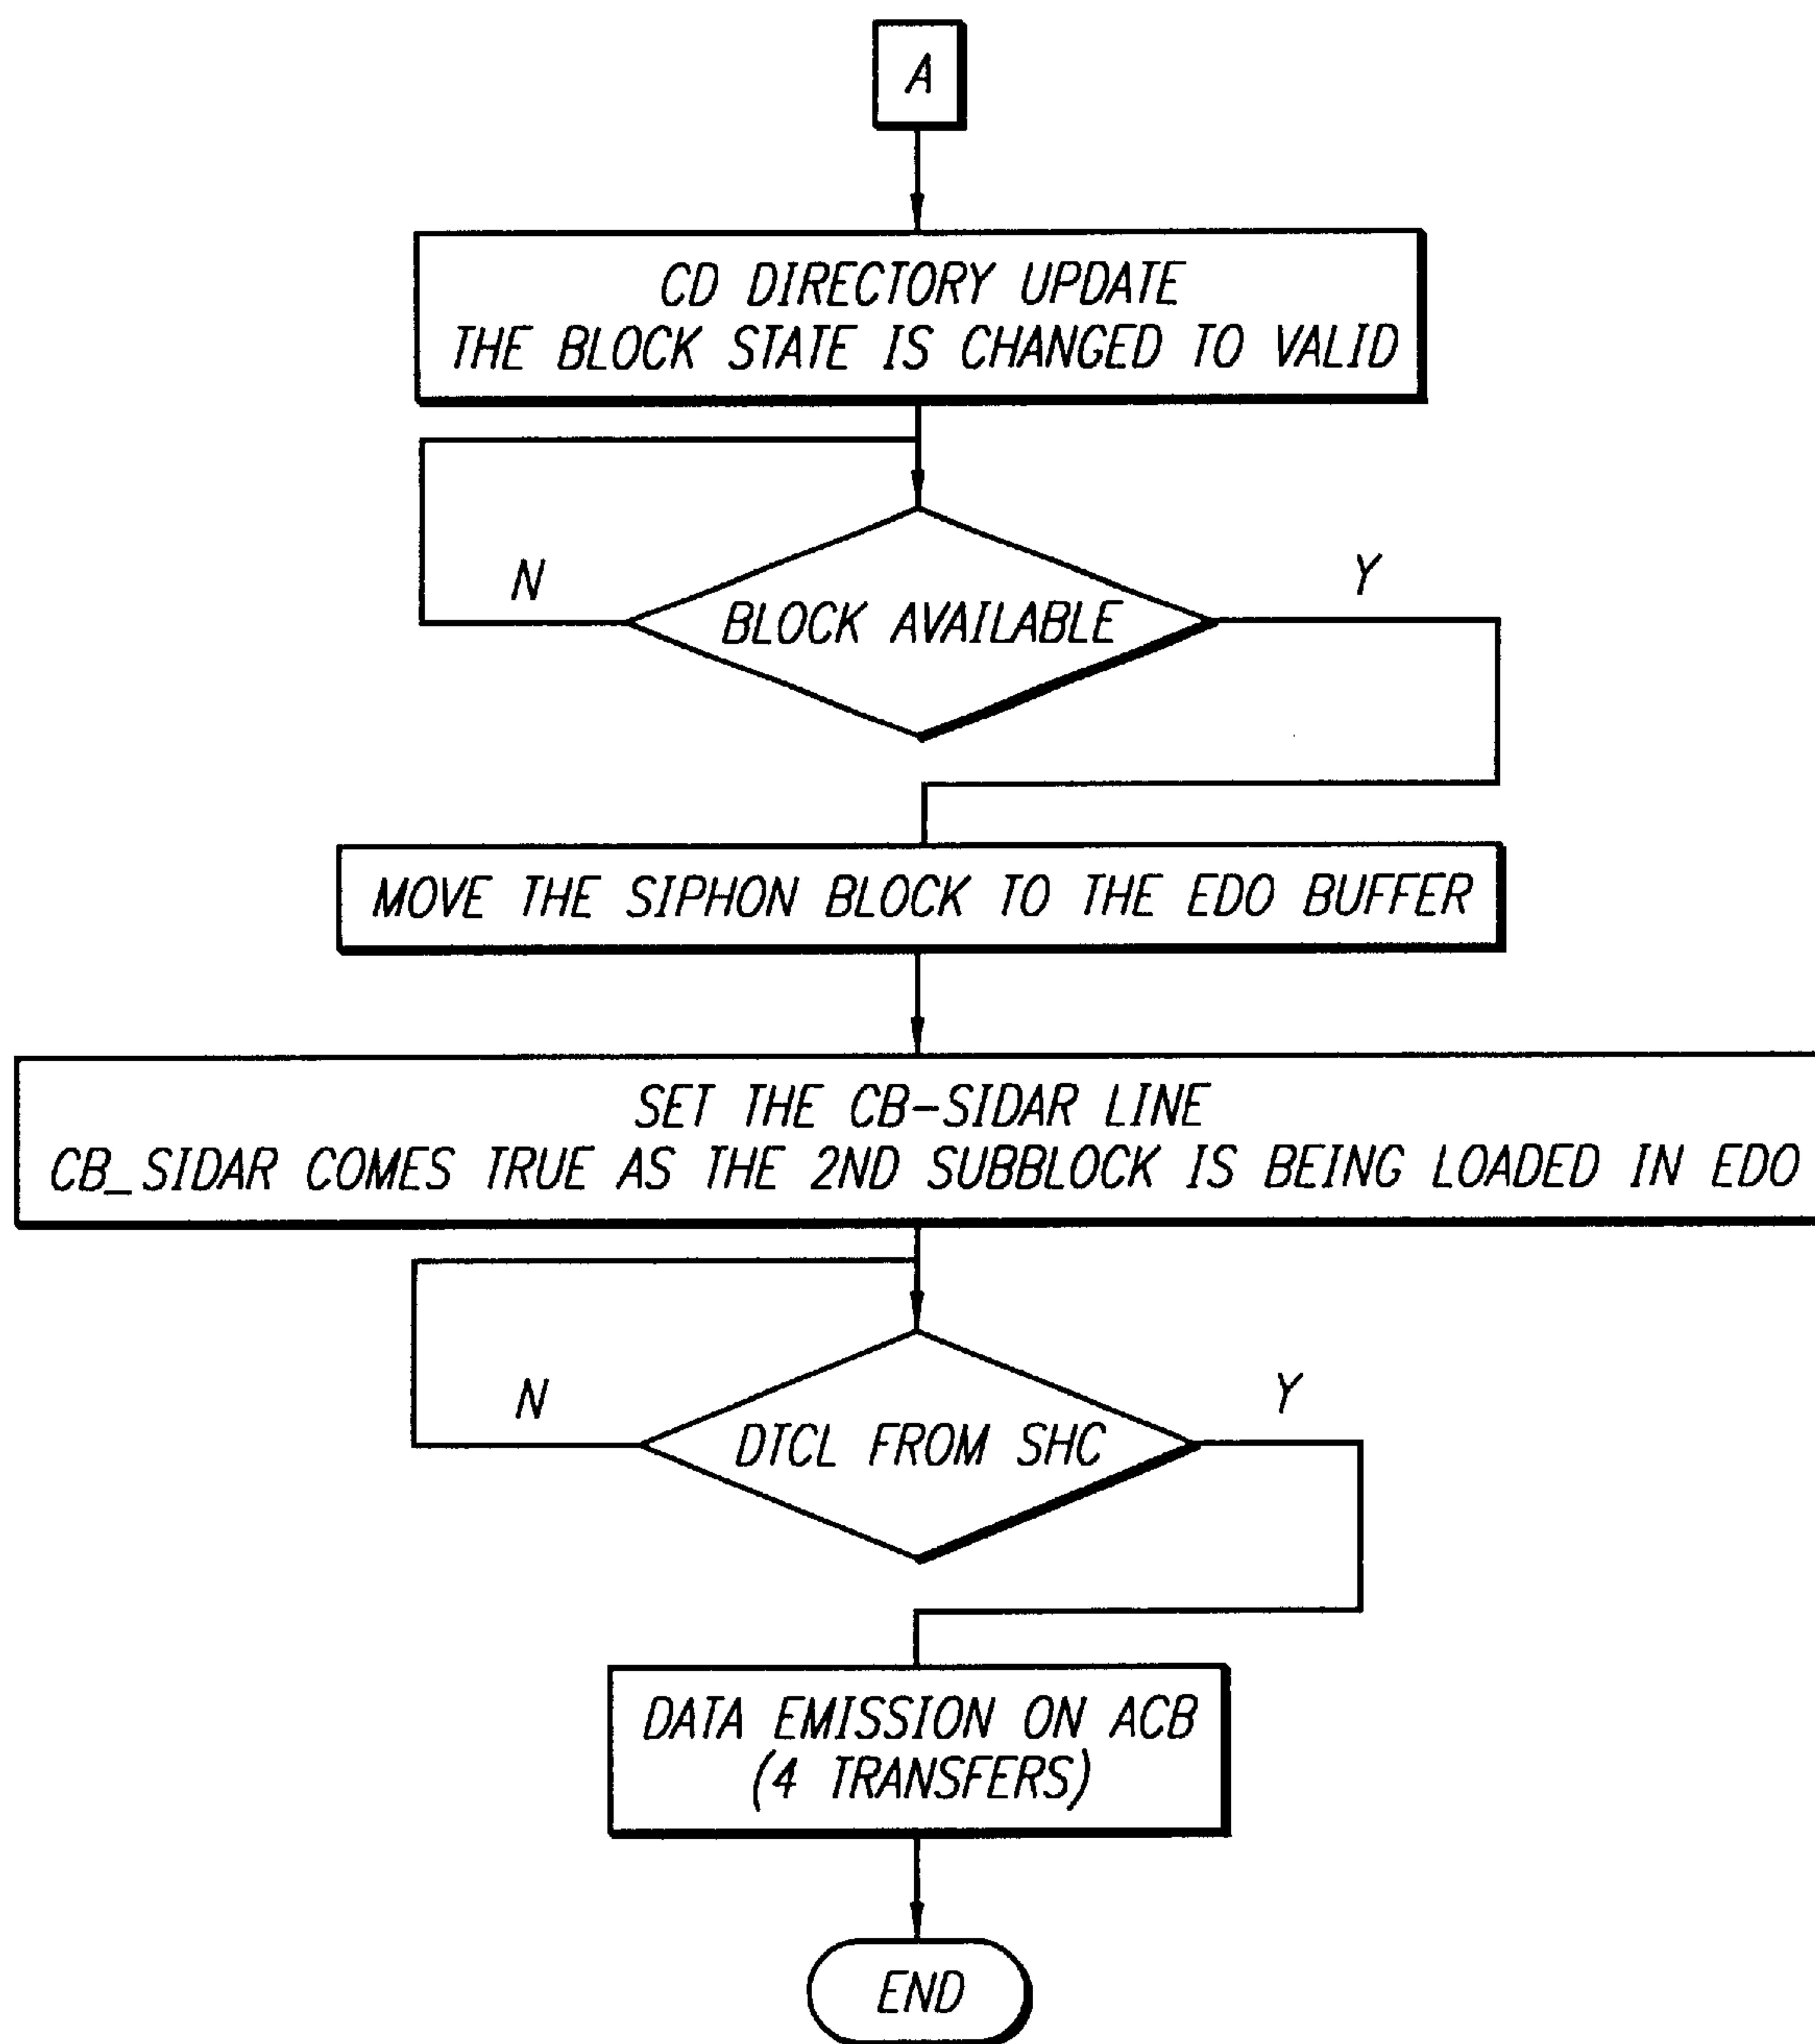 A
CD DIRECTORY UPDATE
THE BLOCK STATE IS CHANGED TO VALID
N
Y
BLOCK AVAILABLE
MOVE THE SIPHON BLOCK TO THE EDO BUFFER
SET THE CB-SIDAR LINE
CB_SIDAR COMES TRUE AS THE 2ND SUBBLOCK IS BEING LOADED IN EDO
N
Y
DTCL FROM SHC
DATA EMISSION ON ACB
(4 TRANSFERS)
END